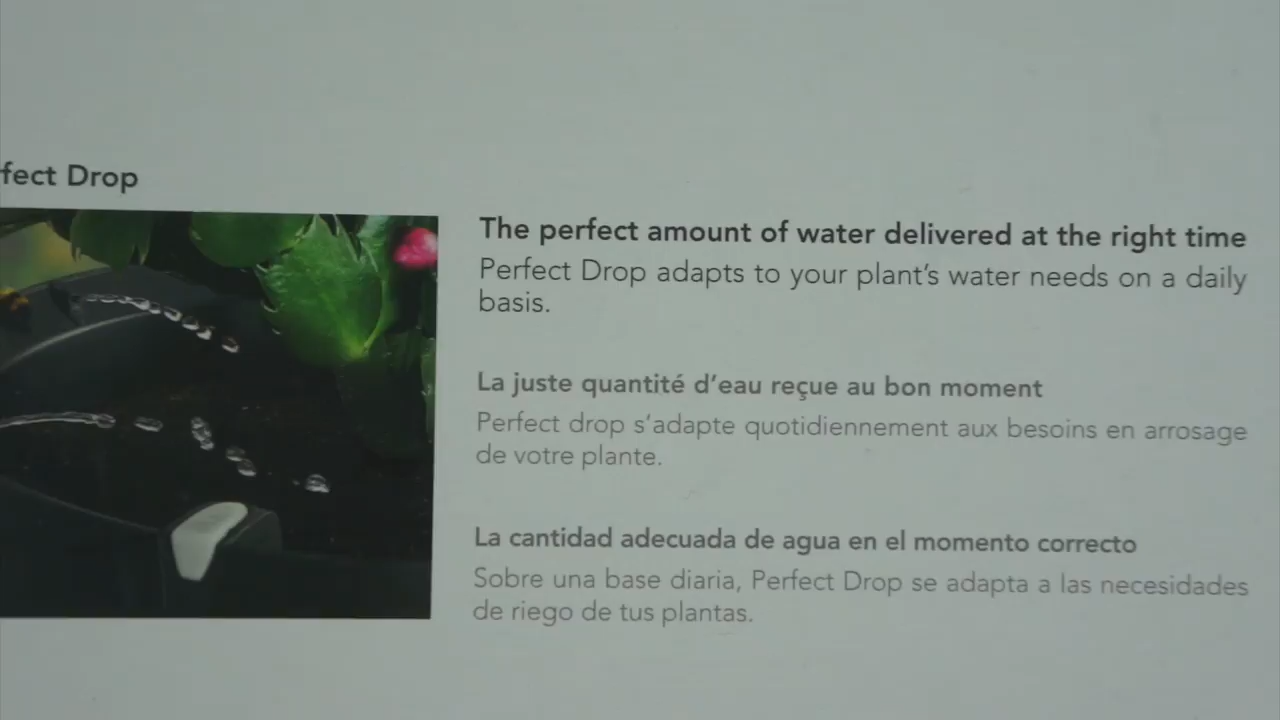 fect Drop
The perfect amount of water delivered at the right time
Perfect Drop adapts to your plant's water needs on a daily
basis.
La juste quantité d'eau reçue au bon moment
Perfect drop s'adapte quotidiennement aux besoins en arrosage
de votre plante.
La cantidad adecuada de agua en el momento correcto
Sobre una base diaria, Perfect Drop se adapta a las necesidades
de riego de tus plantas.